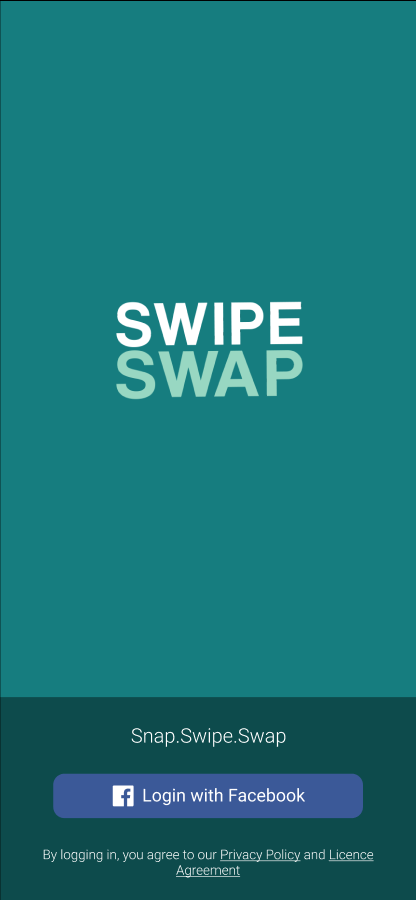 SWIPE
SWAP
Snap.Swipe.Swap
Login with Facebook
By logging in, you agree to our Privacy Policy and Licence
Agreement